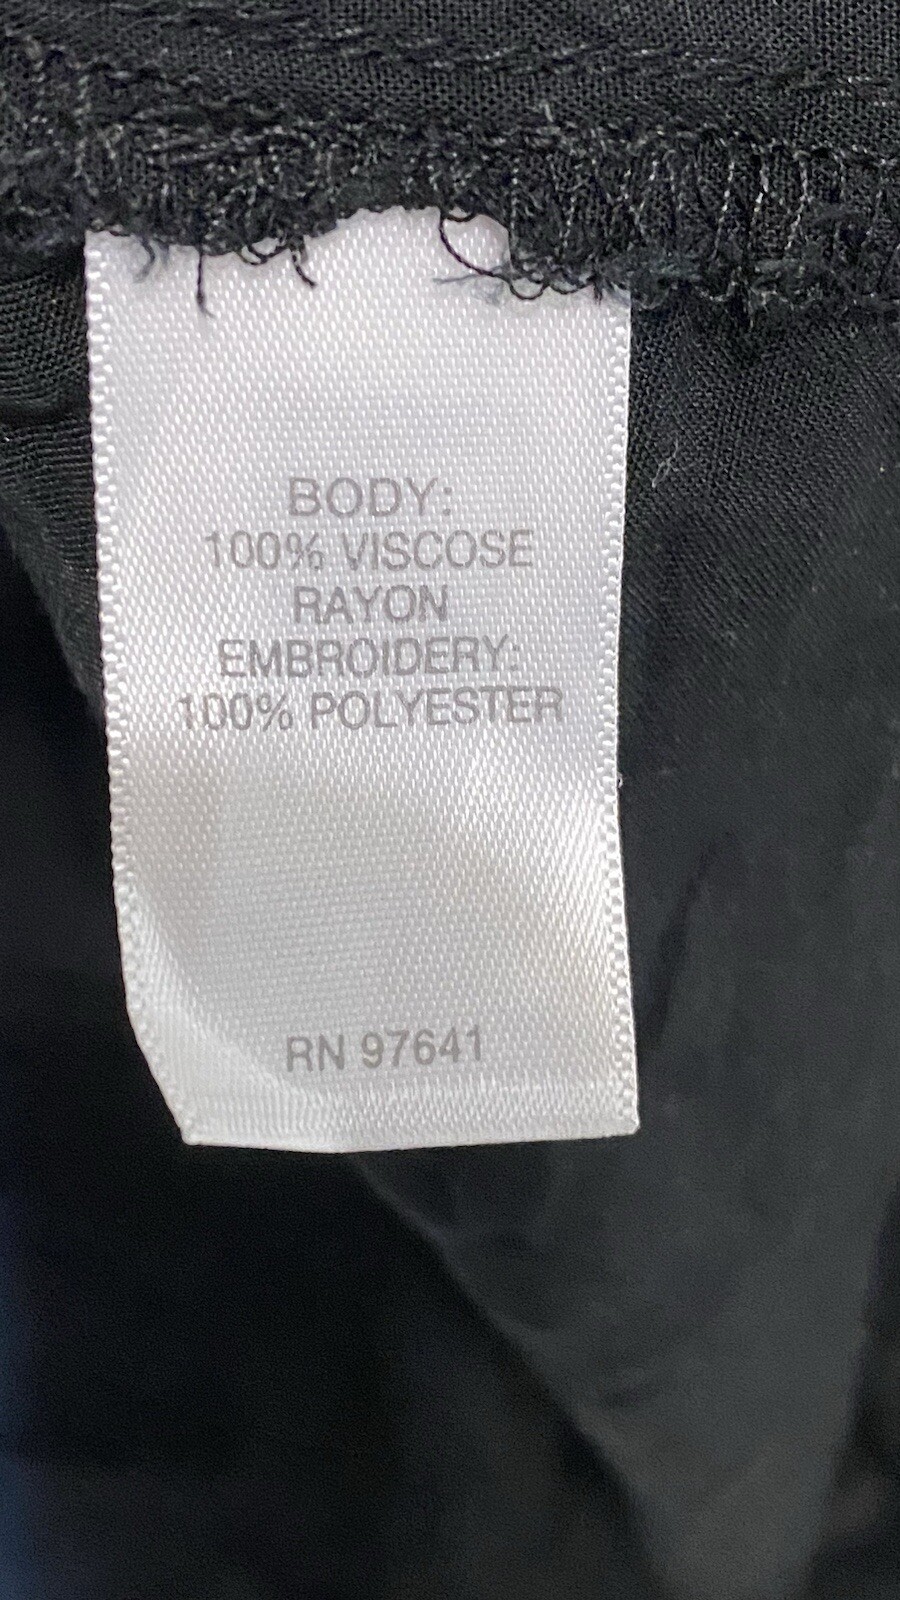 BODY:
100% VISCOSE
RAYON
EMBROIDERY:
100% POLYESTER
RN 97641